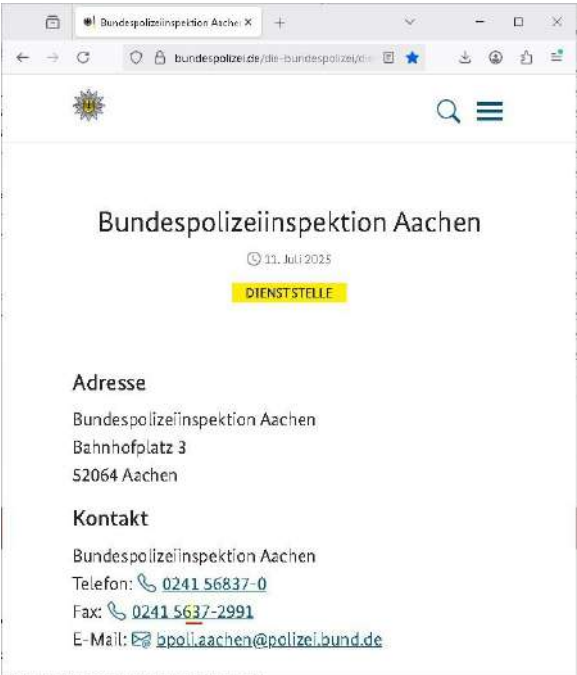 Bundespolizeiinspektion Aache
bundespolizei.de/die-bundespolizei/di
Bundespolizeiinspektion Aachen
11. Juli 2025
DIENSTSTELLE
Adresse
Bundespolizeiinspektion Aachen
Bahnhofplatz 3
52064 Aachen
Kontakt
Bundespolizeiinspektion Aachen
Telefon: 0241 56837-0
Fax: 0241 5637-2991
E-Mail: bpoli.aachen@polizei.bund.de